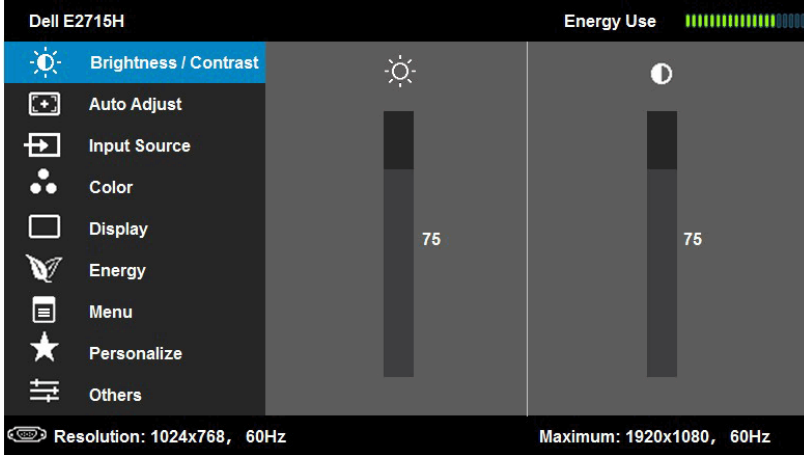 Dell E2715H Energy Use
Brightness / Contrast
Auto Adjust
Input Source
Color
Display
Energy
Menu
Personalize
Others
75 75
Resolution: 1024x768, 60Hz Maximum: 1920x1080, 60Hz